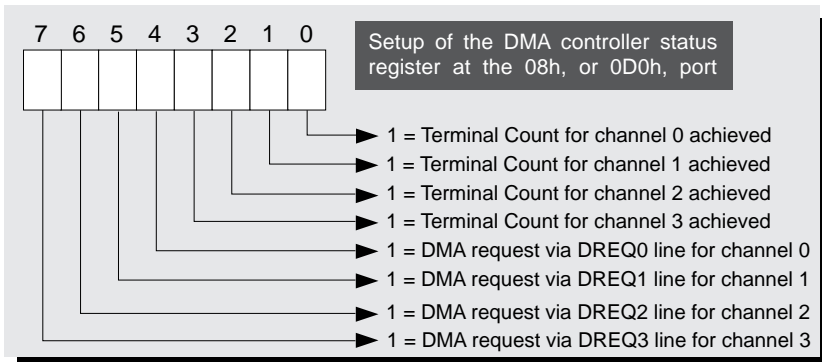 7 6 5 4 3 2 1 0
Setup of the DMA controller status
register at the 08h, or 0D0h, port
1 = Terminal Count for channel 0 achieved
1 = Terminal Count for channel 1 achieved
1 = Terminal Count for channel 2 achieved
1 = Terminal Count for channel 3 achieved
1 = DMA request via DREQ0 line for channel 0
1 = DMA request via DREQ1 line for channel 1
1 = DMA request via DREQ2 line for channel 2
1 = DMA request via DREQ3 line for channel 3